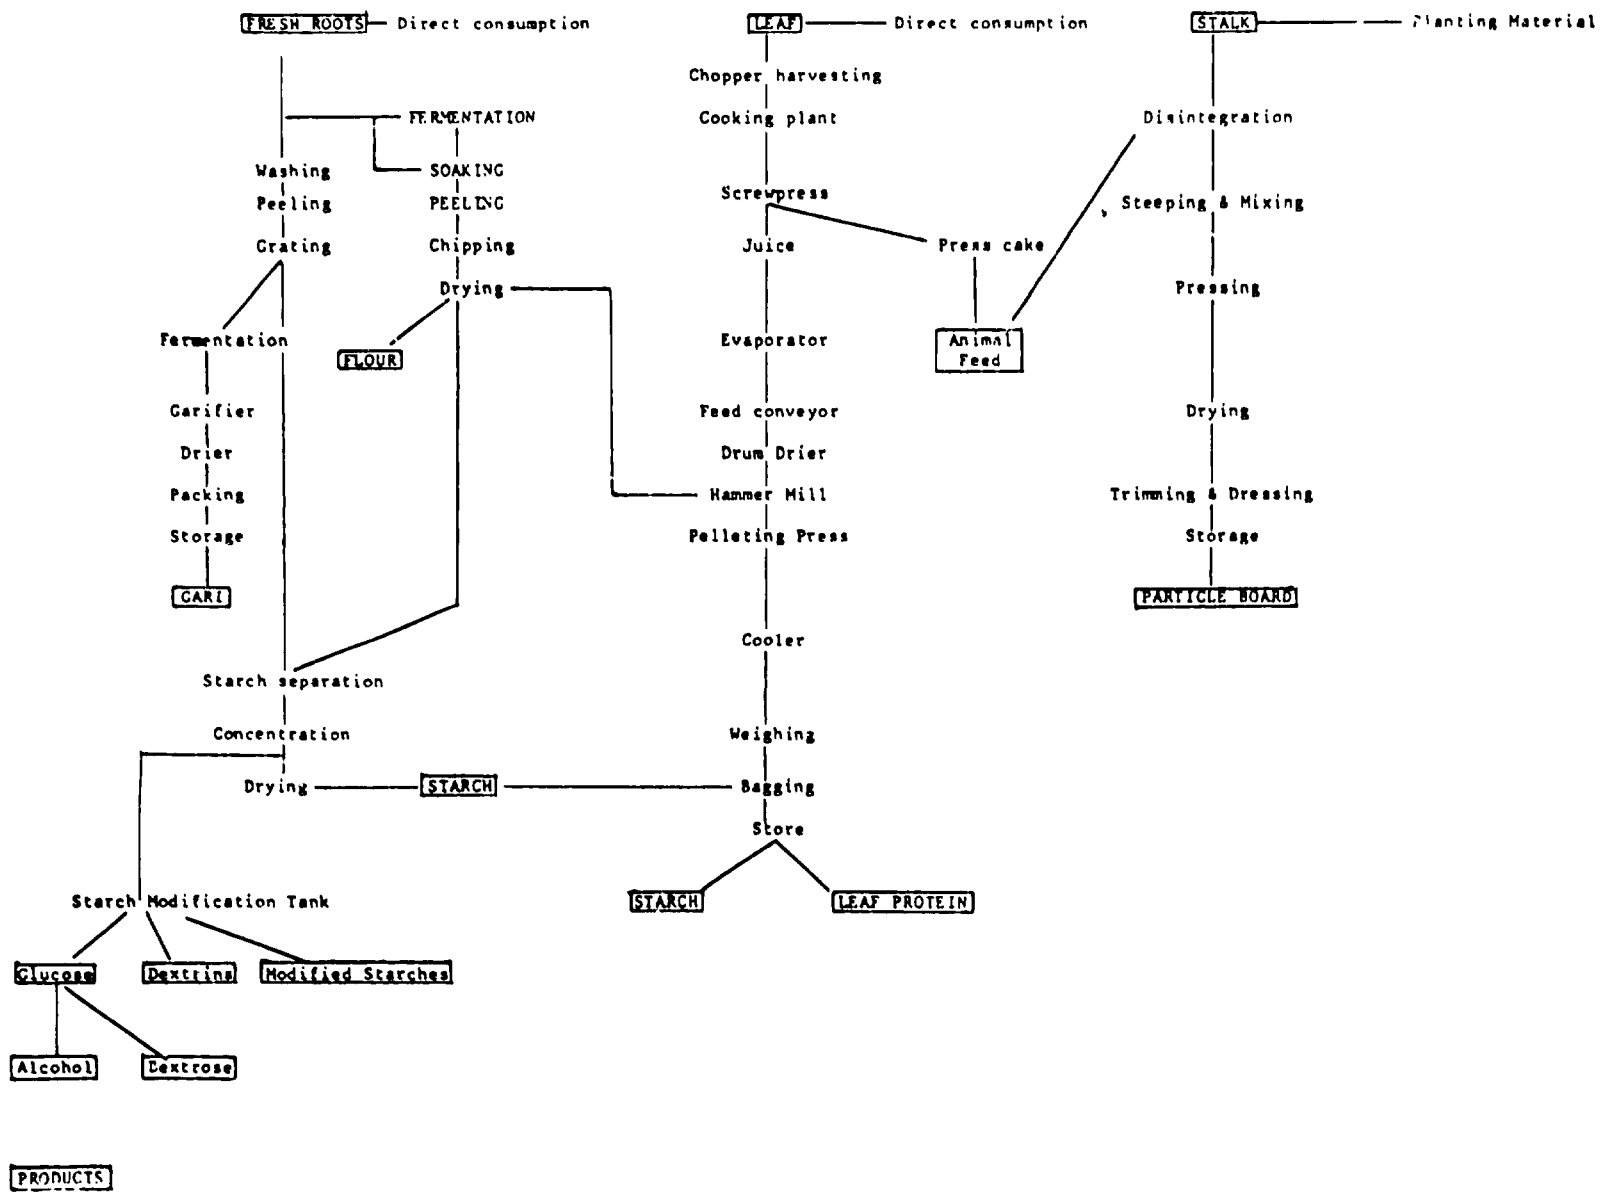 FRESH ROOTS Direct consumption LEAF Direct consumption STALK Planting Material
Chopper harvesting
FERMENTATION Cooking plant Disintegration
Washing SOAKING
Screwpress
Peeling PEELING Steeping & Mixing
Grating Chipping Juice Press cake
Drying Pressing
Fermentation Evaporator Animal
FLOUR Feed
Garifier Feed conveyor Drying
Drier Drum Drier
Packing Hammer Mill Trimming & Dressing
Storage Pelleting Press Storage
GARI PARTICLE BOARD
Cooler
Starch separation
Concentration Weighing
Drying STARCH Bagging
Store
Starch Modification Tank STARCH LEAF PROTEIN
Glucose Dextrins Modified Starches
Alcohol Dextrose
PRODUCTS